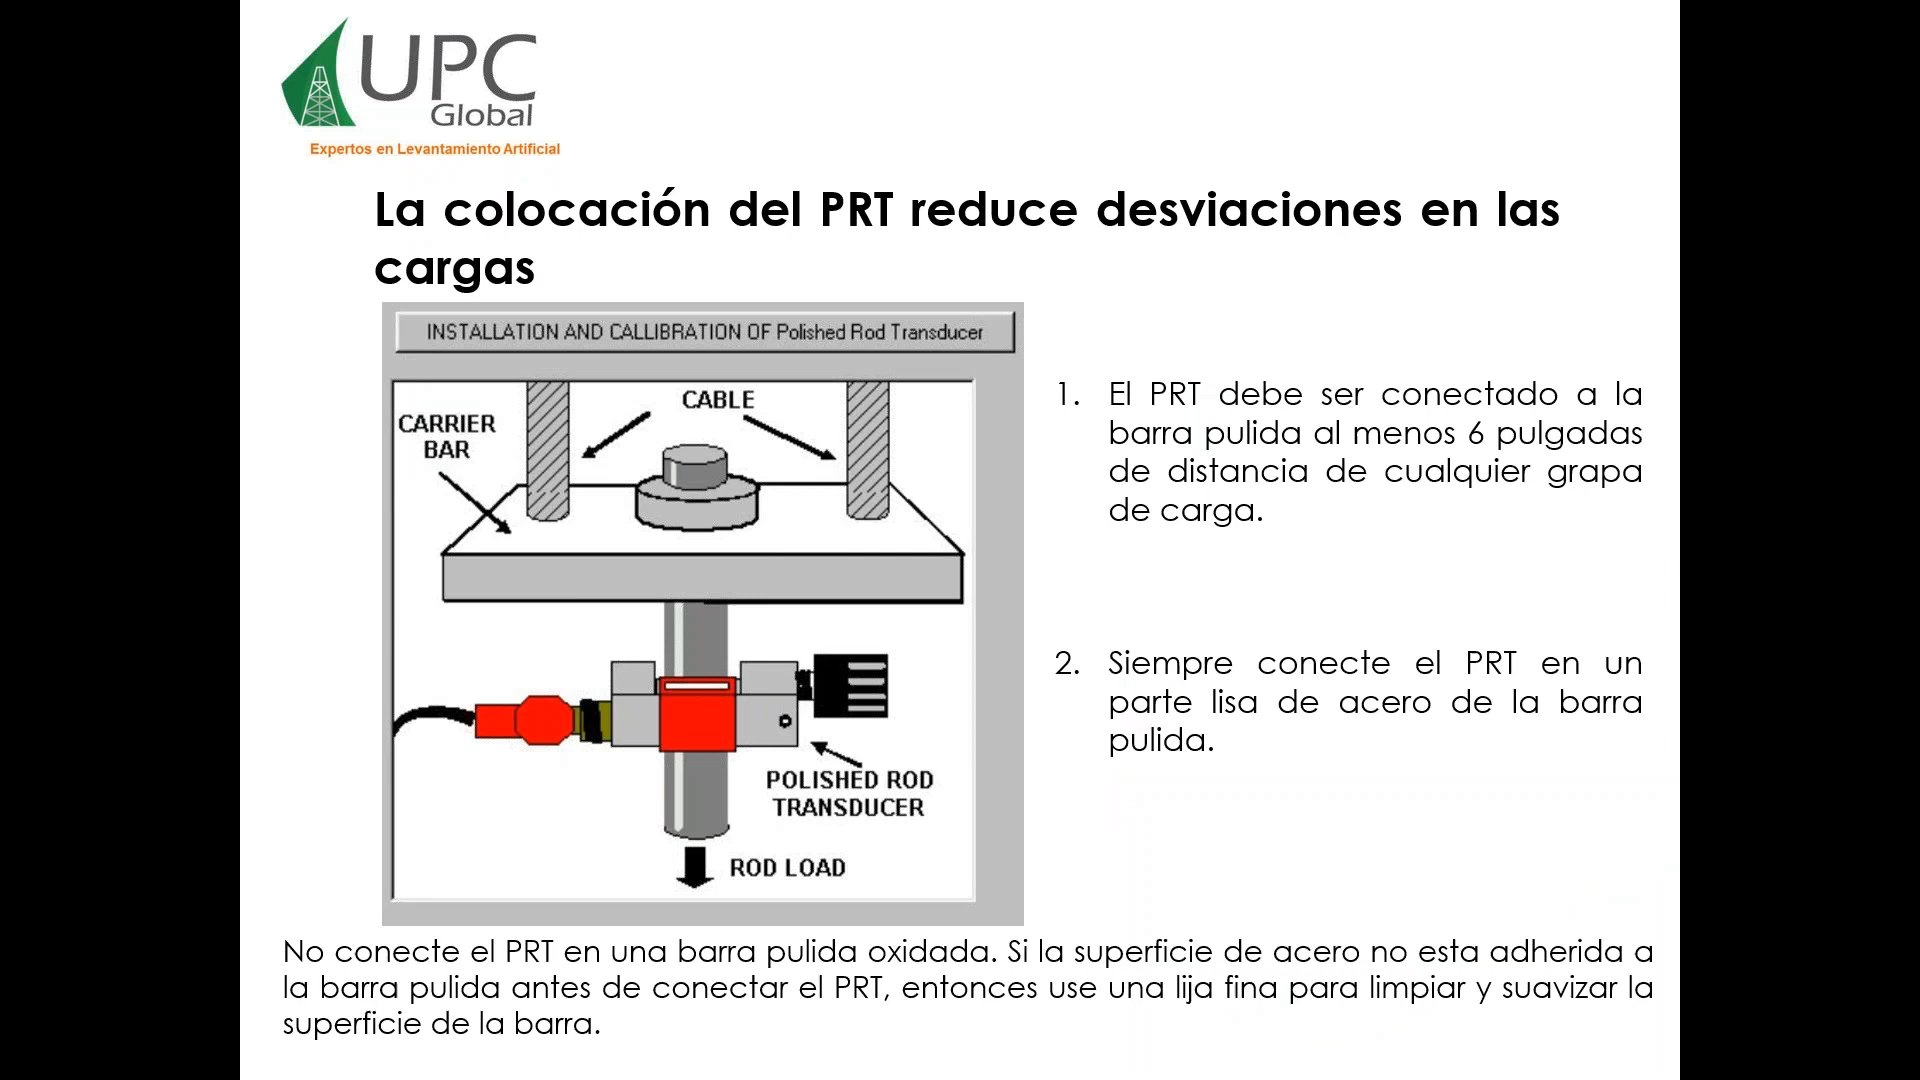 UPC
Global
Expertos en Levantamiento Artificial
La colocación del PRT reduce desviaciones en las
cargas
INSTALLATION AND CALLIBRATION OF Polished Rod Transducer
CABLE
CARRIER
BAR
POLISHED ROD
TRANSDUCER
ROD LOAD
1. El PRT debe ser conectado a la
barra pulida al menos 6 pulgadas
de distancia de cualquier grapa
de carga.
2. Siempre conecte el PRT en un
parte lisa de acero de la barra
pulida.
No conecte el PRT en una barra pulida oxidada. Si la superficie de acero no esta adherida a
la barra pulida antes de conectar el PRT, entonces use una lija fina para limpiar y suavizar la
superficie de la barra.